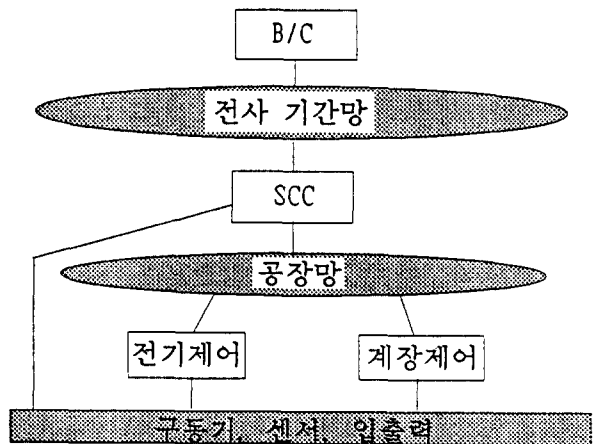 B/C
전사 기간망
SCC
공장망
전기제어 계장제어
구동기, 센서, 입출력